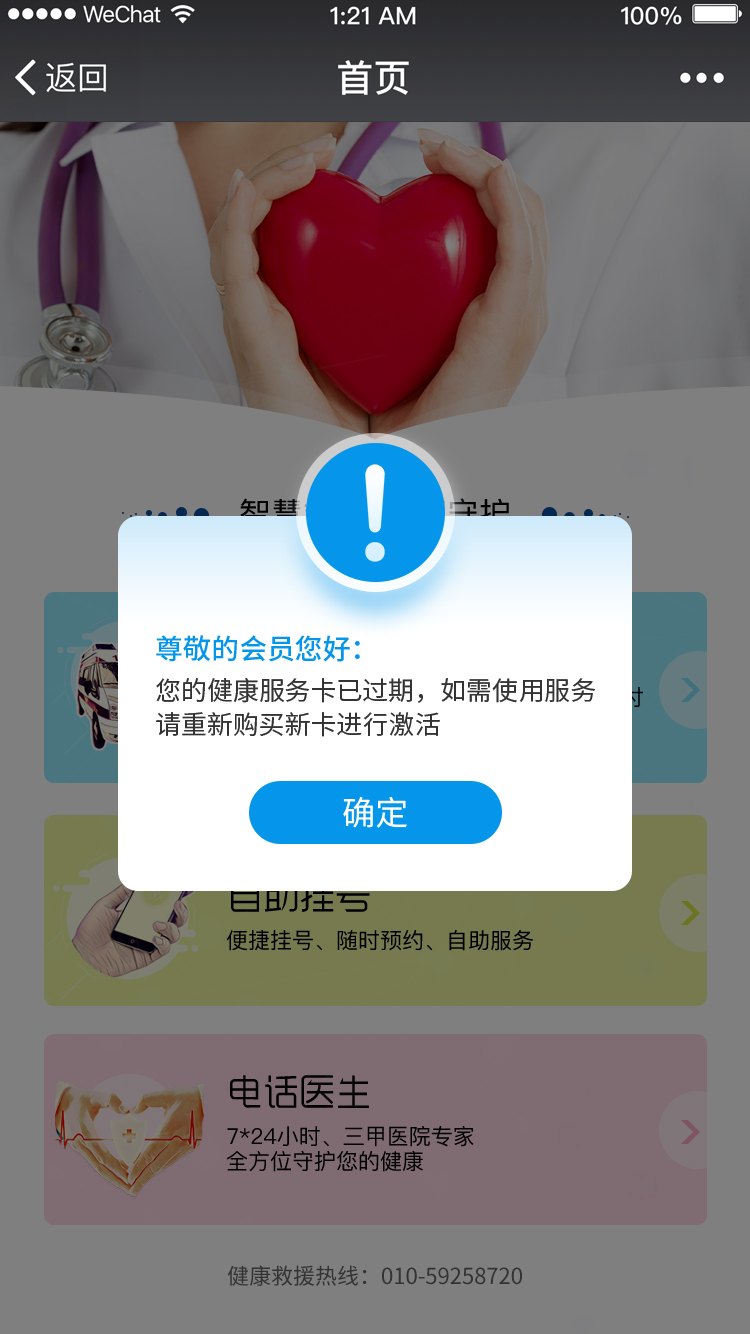 WeChat 1:21 AM 100%
返回 首页
智慧 守护
尊敬的会员您好：
您的健康服务卡已过期，如需使用服务
请重新购买新卡进行激活
时
确定
自助挂号
便捷挂号、随时预约、自助服务
电话医生
7*24小时、三甲医院专家
全方位守护您的健康
健康救援热线：010-59258720